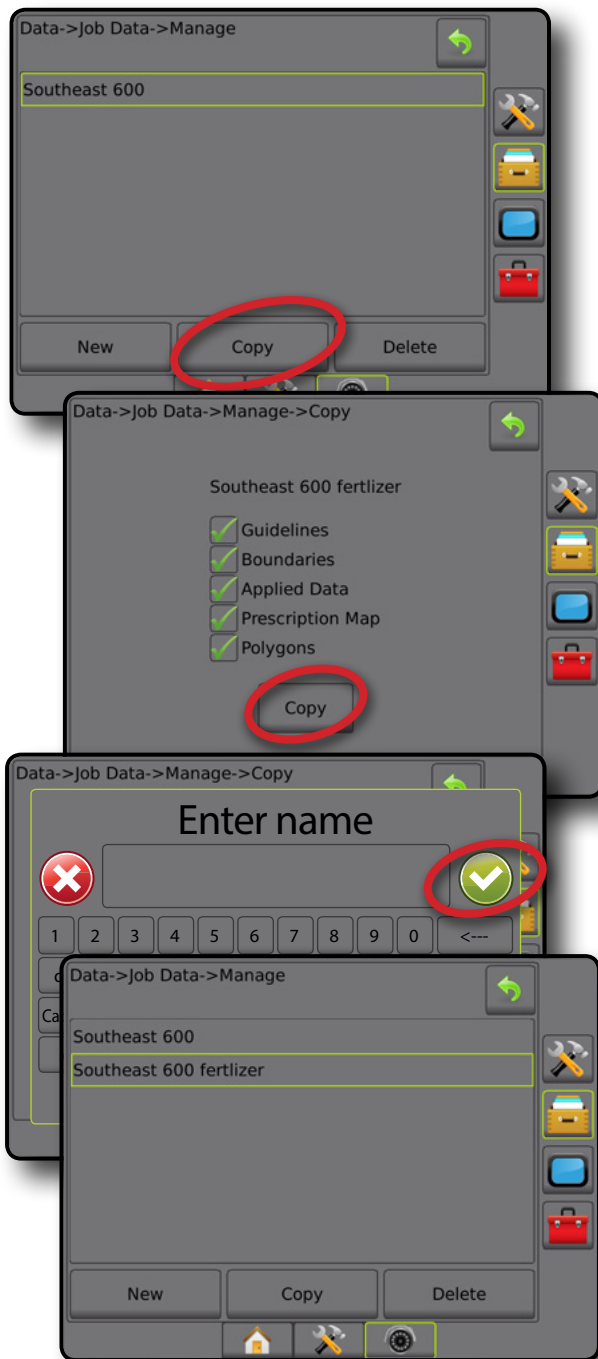 Data->Job Data->Manage
Southeast 600
New Copy Delete
Data->Job Data->Manage->Copy
Southeast 600 fertlizer
Guidelines
Boundaries
Applied Data
Prescription Map
Polygons
Copy
Data->Job Data->Manage->Copy
Enter name
1 2 3 4 5 6 7 8 9 0 <---
Ca
Data->Job Data->Manage
Southeast 600
Southeast 600 fertlizer
New Copy Delete